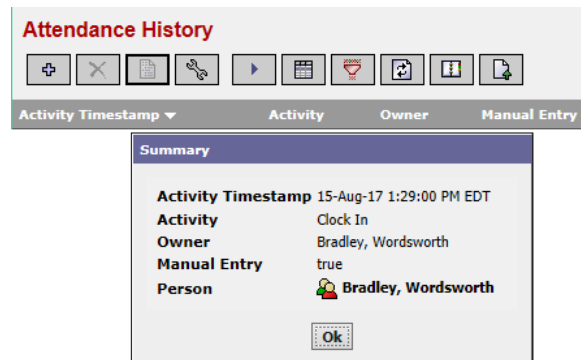 Attendance History
Activity Timestamp Activity Owner Manual Entry
Summary
Activity Timestamp 15-Aug-17 1:29:00 PM EDT
Activity Clock In
Owner Bradley, Wordsworth
Manual Entry true
Person Bradley, Wordsworth
Ok